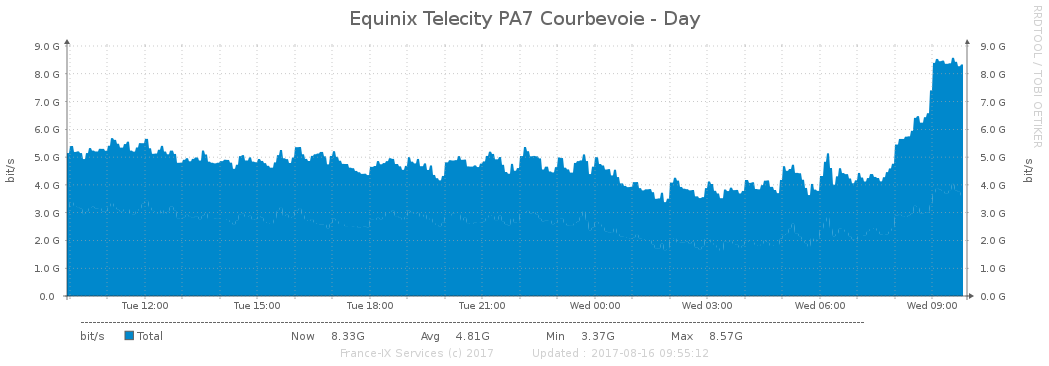 Equinix Telecity PA7 Courbevoie - Day
RRDTOOL / TOBI OETIKER
bit/s
9.0 G 9.0 G
8.0 G 8.0 G
7.0 G 7.0 G
6.0 G 6.0 G
5.0 G 5.0 G
4.0 G 4.0 G
3.0 G 3.0 G
2.0 G 2.0 G
1.0 G 1.0 G
0.0 0.0 G
bit/s
Tue 12:00 Tue 15:00 Tue 18:00 Tue 21:00 Wed 00:00 Wed 03:00 Wed 06:00 Wed 09:00
bit/s Total Now 8.33G Avg 4.81G Min 3.37G Max 8.57G
France-IX Services (c) 2017 Updated : 2017-08-16 09:55:12